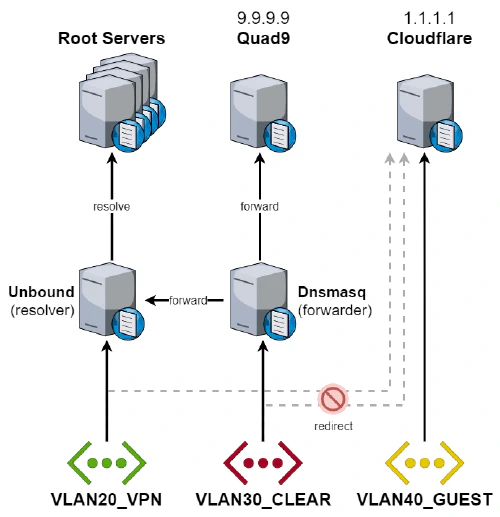 9.9.9.9
1.1.1.1
Root Servers
Quad9
Cloudflare
resolve
forward
Unbound
(resolver)
forward
Dnsmasq
(forwarder)
redirect
VLAN20_VPN
VLAN30_CLEAR
VLAN40_GUEST